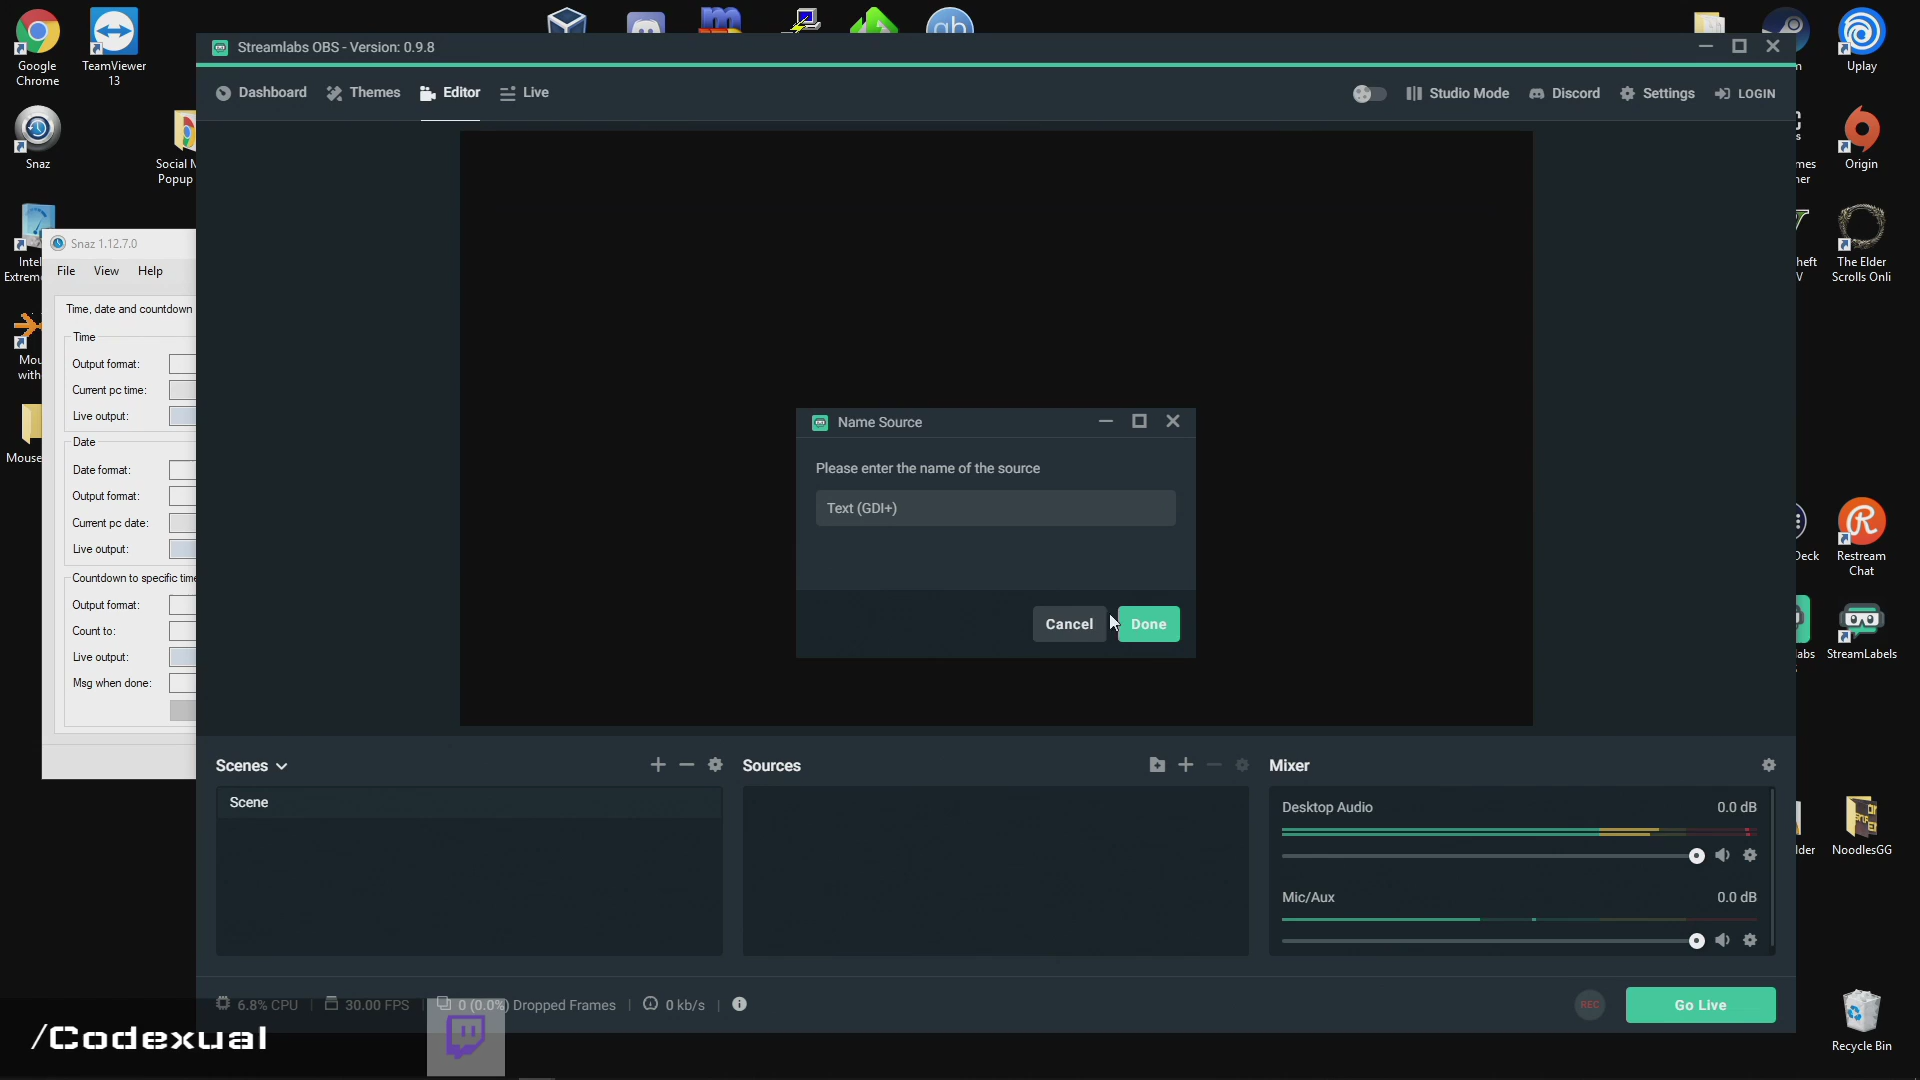 Google
Chrome
TeamViewer
13
Snaz
Social
Popup
Mouse
Uplay
Origin
The Elder
Scrolls Onli
Restream
Chat
StreamLabels
NoodlesGG
Recycle Bin
Snaz 1.12.7.0
File View Help
Time, date and countdown
Time
Output format:
Current pc time:
Live output:
Date
Date format:
Output format:
Current pc date:
Live output:
Countdown to specific time
Output format:
Count to:
Live output:
Msg when done:
Streamlabs OBS - Version: 0.9.8
Dashboard Themes Editor Live
Studio Mode Discord Settings LOGIN
Name Source
Please enter the name of the source
Text (GDI+)
Cancel Done
Scenes
Scene
Sources
Mixer
Desktop Audio 0.0 dB
Mic/Aux 0.0 dB
6.8% CPU 30.00 FPS 0 (0.0%) Dropped Frames 0 kb/s
REC
Go Live
/Codexual